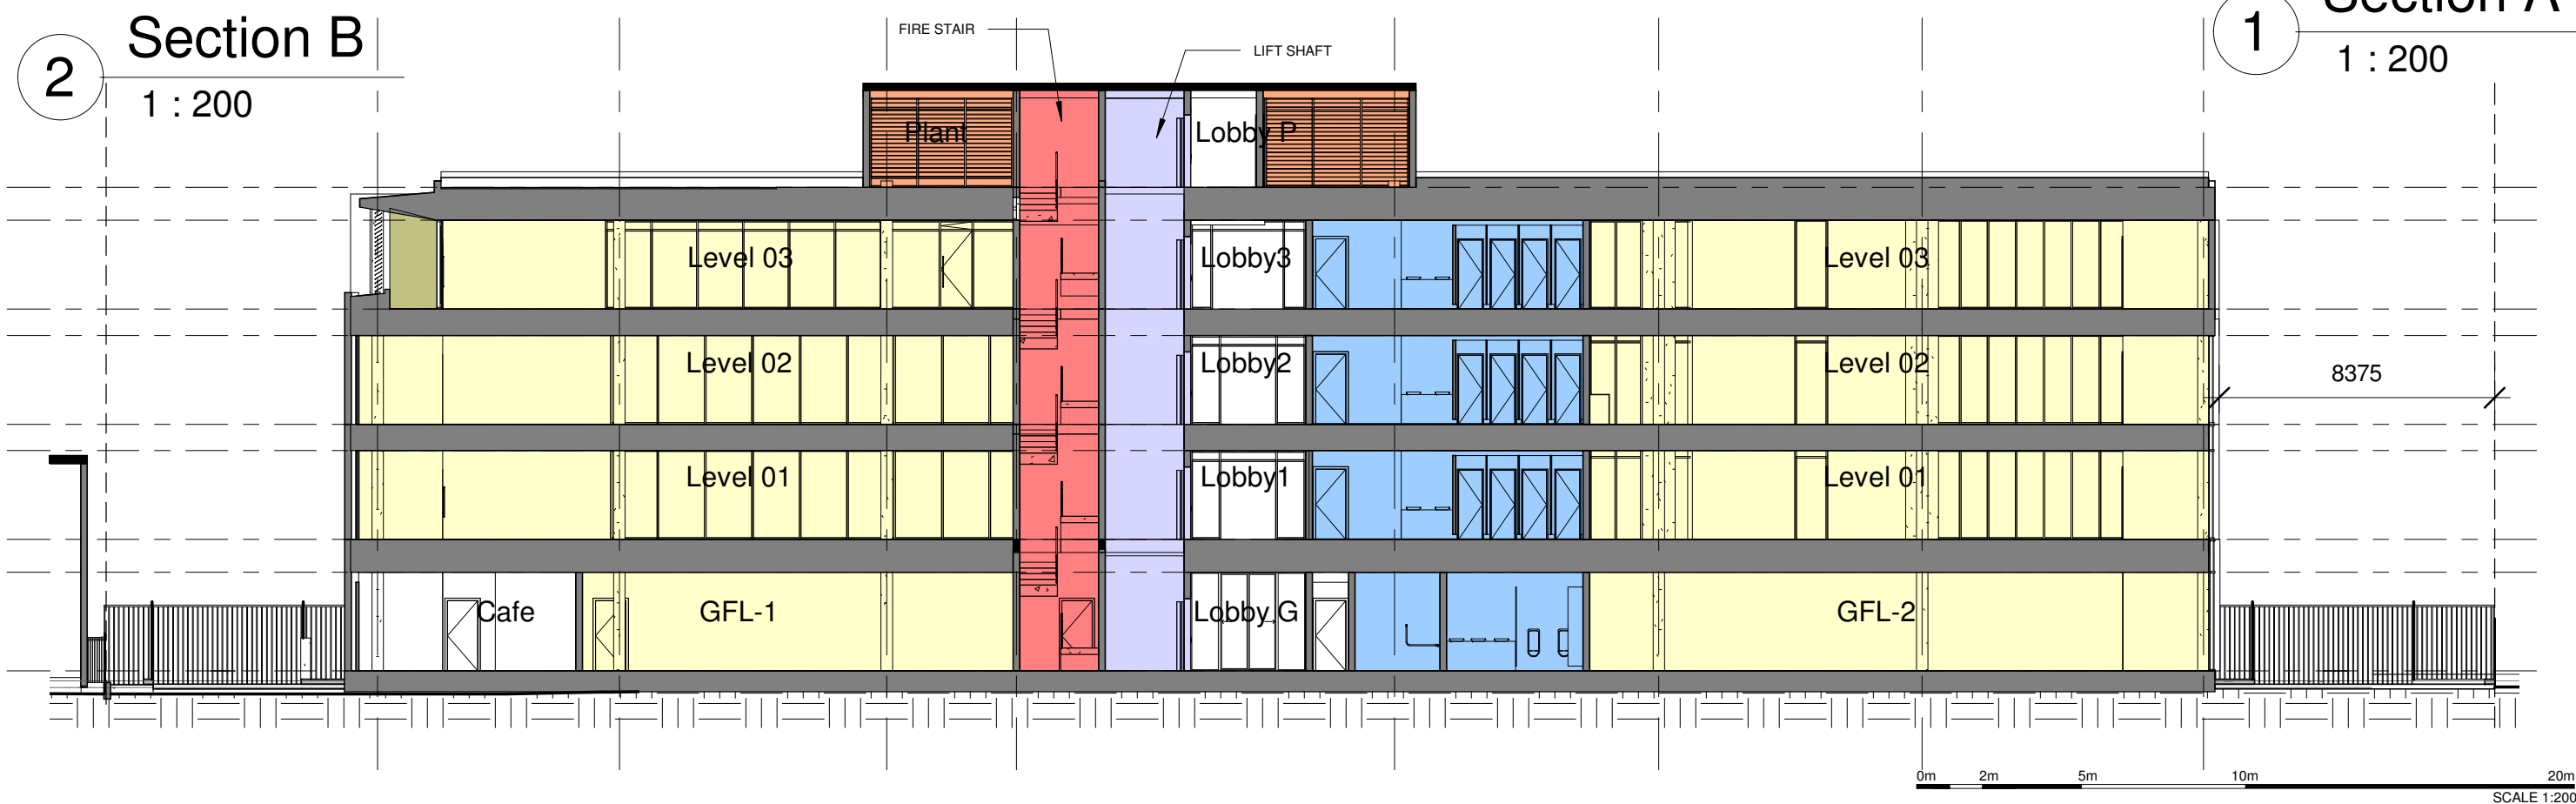 Section B
2
1 : 200
Section A
1
1 : 200
FIRE STAIR
LIFT SHAFT
Plant
Lobby P
Level 03
Lobby3
Level 03
Level 02
Lobby2
Level 02
8375
Level 01
Lobby1
Level 01
Cafe
GFL-1
Lobby G
GFL-2
0m 2m 5m 10m 20m
SCALE 1:200